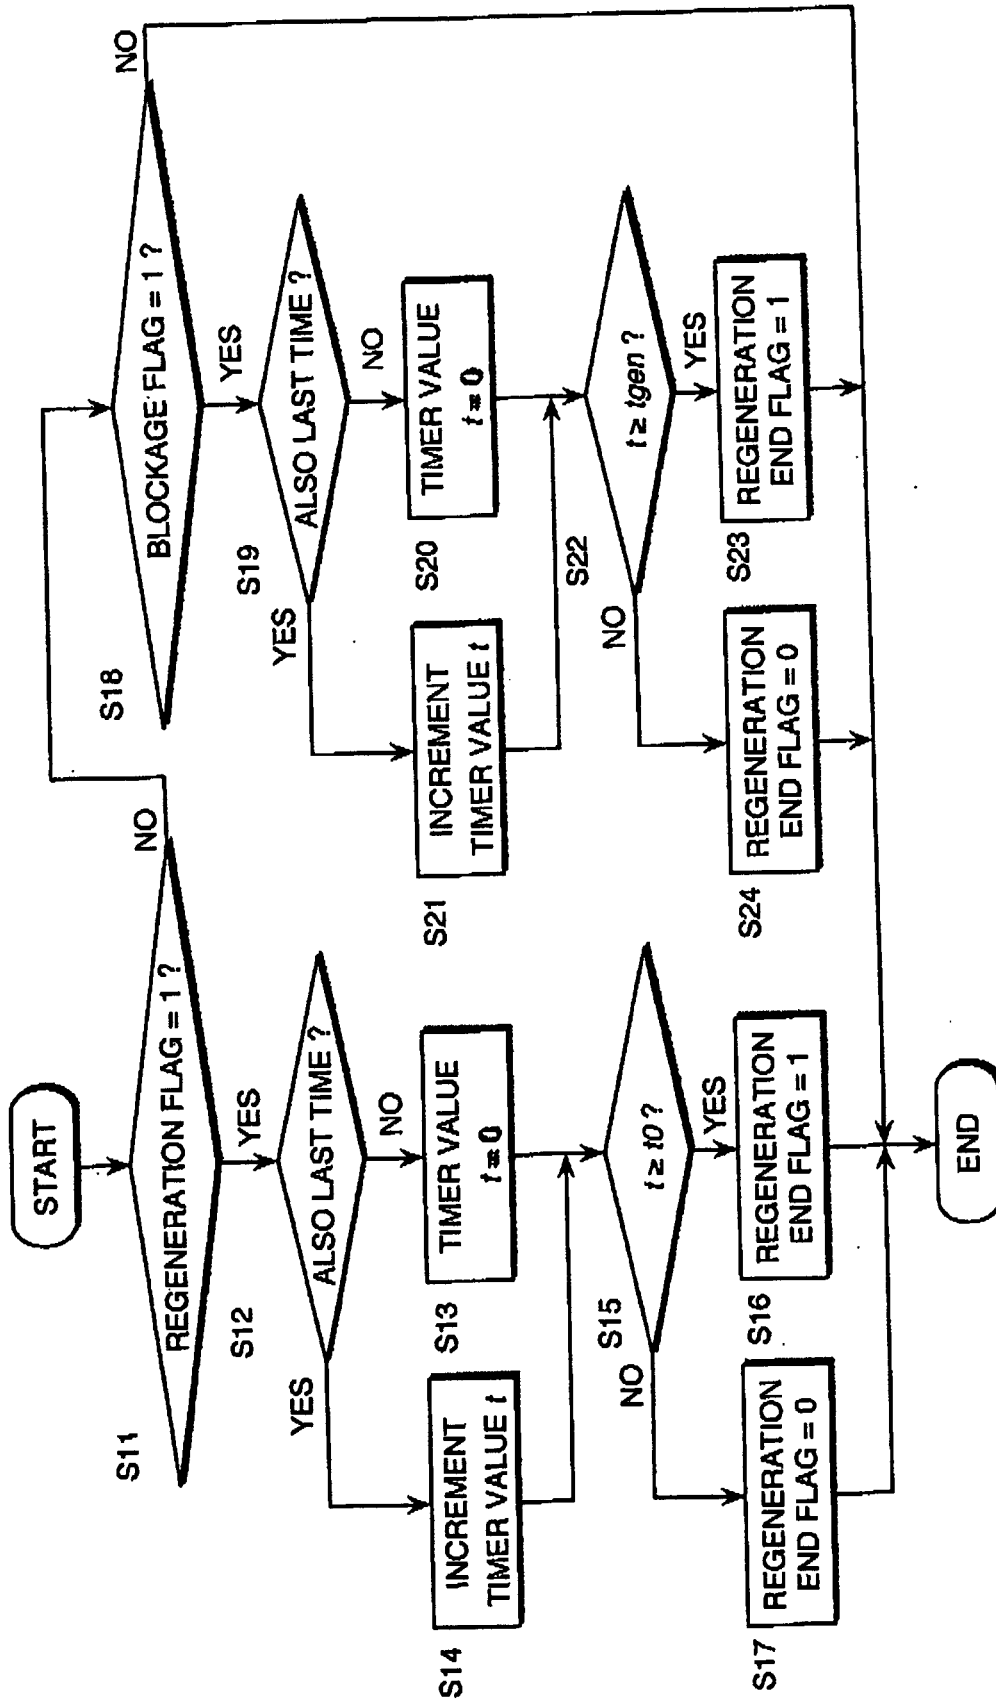 START
S11
REGENERATION FLAG = 1 ?
NO
YES
S12
ALSO LAST TIME ?
YES
NO
S14
INCREMENT
TIMER VALUE t
S13
TIMER VALUE
t = 0
S15
t ≥ t0 ?
NO
YES
S17
REGENERATION
END FLAG = 0
S16
REGENERATION
END FLAG = 1
END
S18
BLOCKAGE FLAG = 1 ?
NO
YES
S19
ALSO LAST TIME ?
YES
NO
S21
INCREMENT
TIMER VALUE t
S20
TIMER VALUE
t = 0
S22
t ≥ tgen ?
NO
YES
S24
REGENERATION
END FLAG = 0
S23
REGENERATION
END FLAG = 1